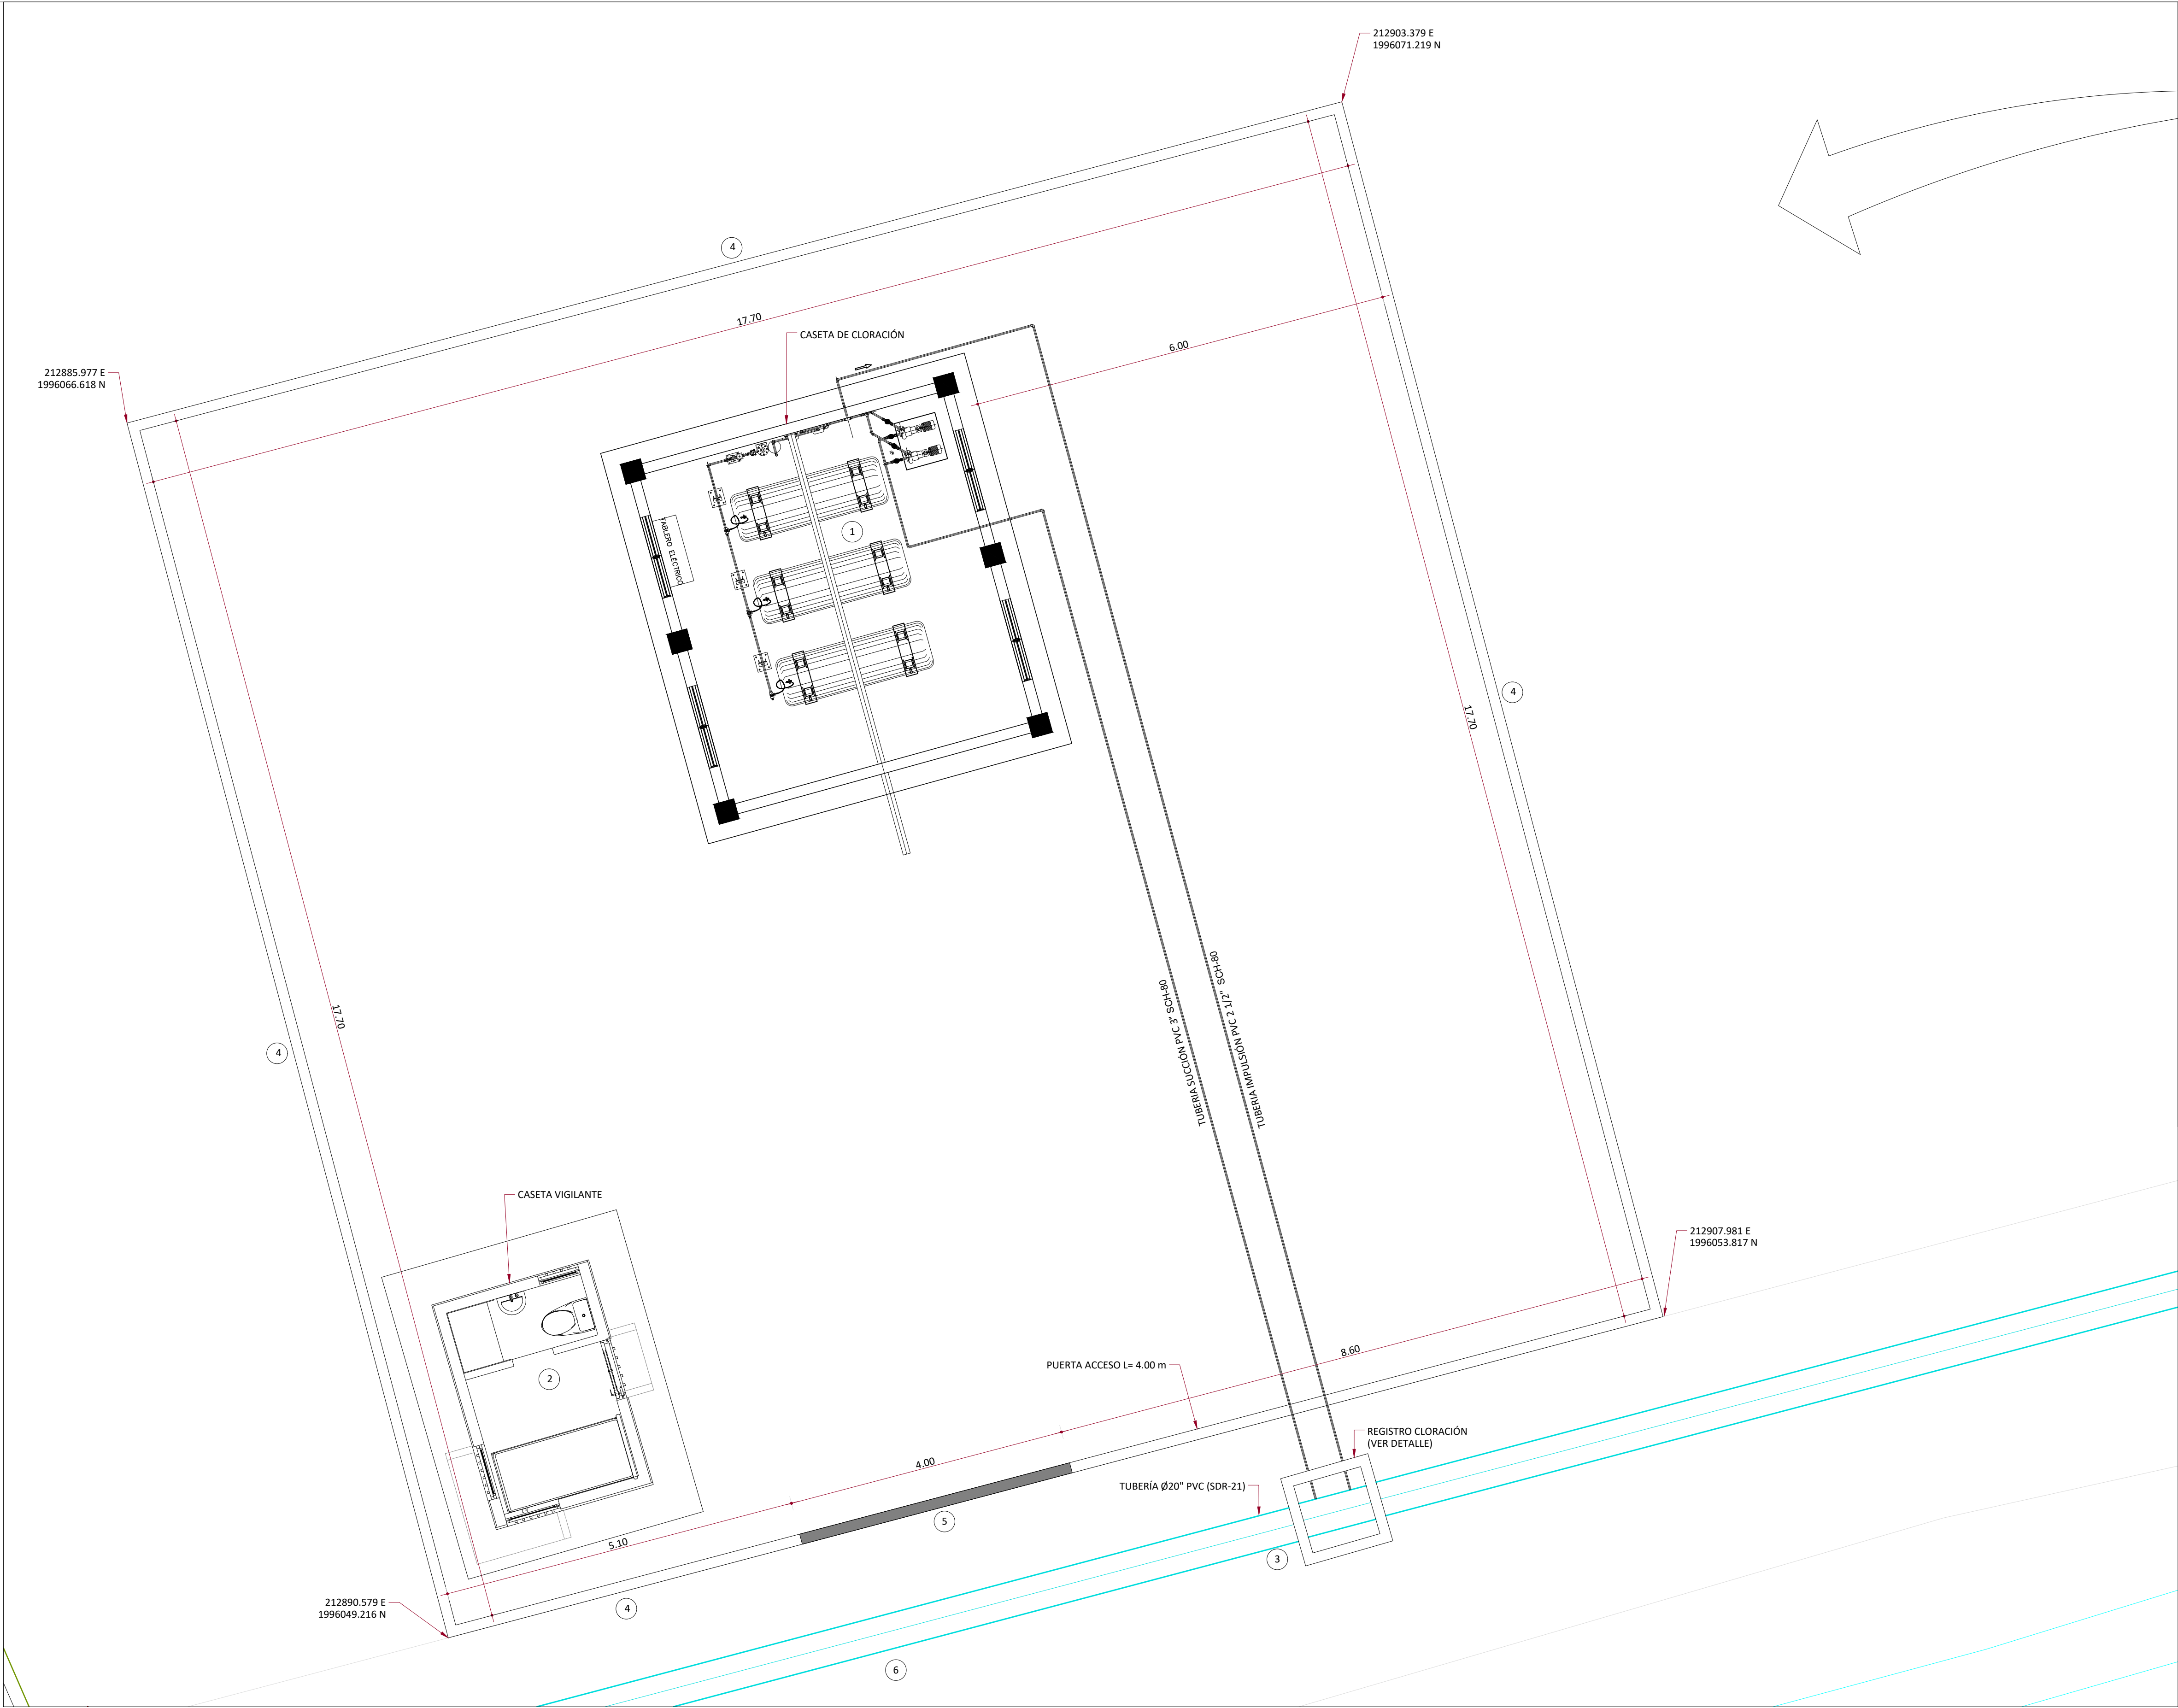 212903.379 E
1996071.219 N
4
17.70
CASETA DE CLORACIÓN
6.00
212885.977 E
1996066.618 N
TABLERO ELÉCTRICO
1
4
17.70
17.70
4
TUBERIA SUCCIÓN PVC 3" SCH-80
TUBERIA IMPULSIÓN PVC 2 1/2" SCH-80
CASETA VIGILANTE
212907.981 E
1996053.817 N
2
8.60
PUERTA ACCESO L= 4.00 m
REGISTRO CLORACIÓN
(VER DETALLE)
4.00
TUBERÍA Ø20" PVC (SDR-21)
5
5.10
3
212890.579 E
1996049.216 N
4
6